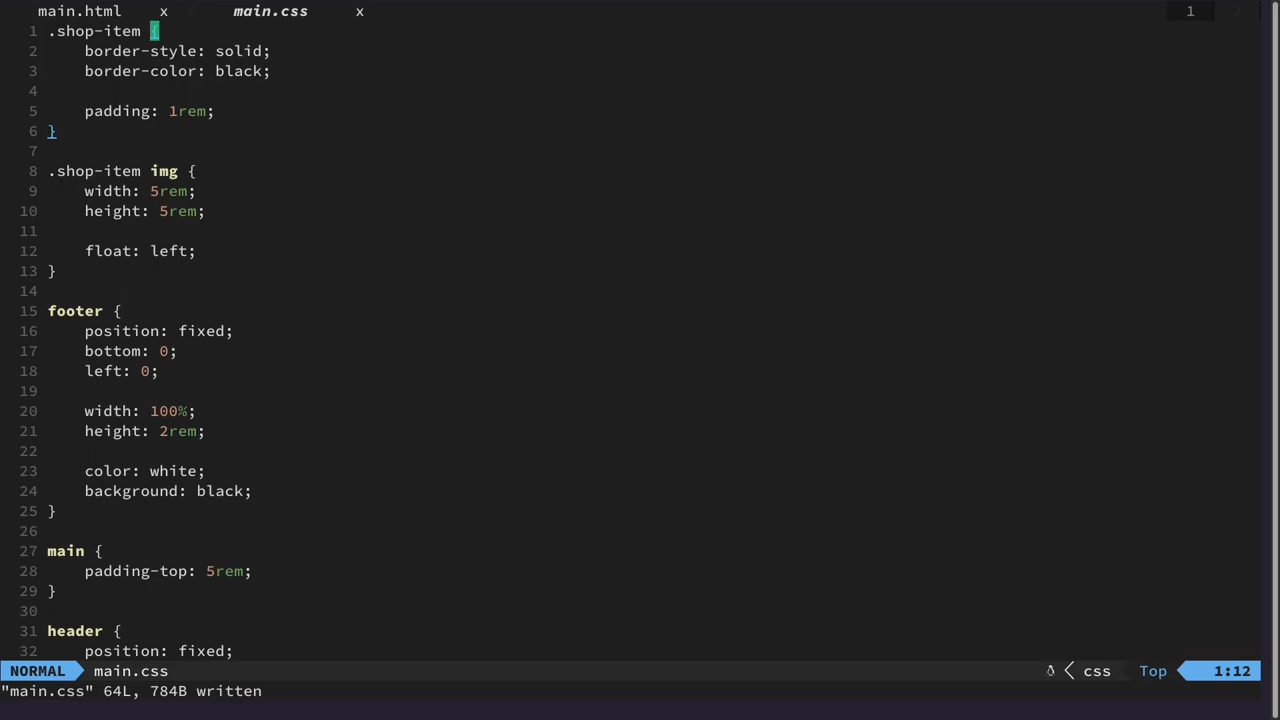 main.html x main.css x 1 2
1 .shop-item {
2 border-style: solid;
3 border-color: black;
4
5 padding: 1rem;
6 }
7
8 .shop-item img {
9 width: 5rem;
10 height: 5rem;
11
12 float: left;
13 }
14
15 footer {
16 position: fixed;
17 bottom: 0;
18 left: 0;
19
20 width: 100%;
21 height: 2rem;
22
23 color: white;
24 background: black;
25 }
26
27 main {
28 padding-top: 5rem;
29 }
30
31 header {
32 position: fixed;
NORMAL main.css css Top 1:12
"main.css" 64L, 784B written